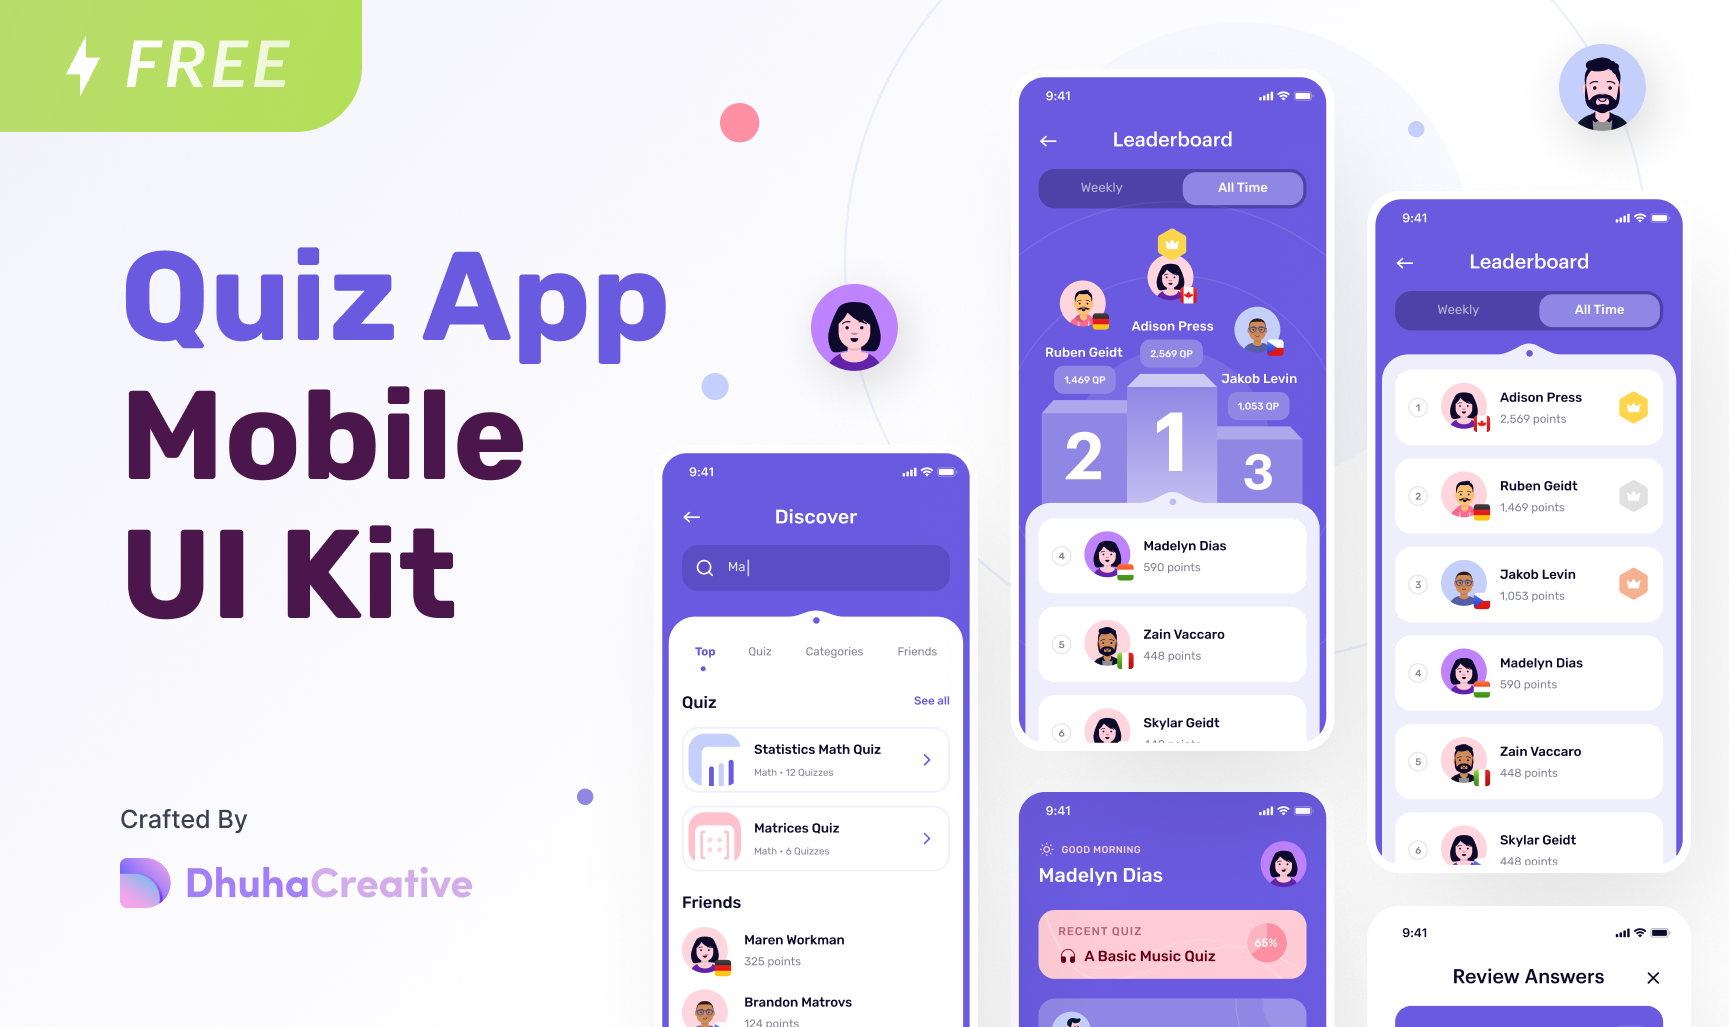 FREE
Quiz App
Mobile
UI Kit
Crafted By
DhuhaCreative
9:41
Discover
Ma
Top Quiz Categories Friends
Quiz See all
Statistics Math Quiz
Math • 12 Quizzes
Matrices Quiz
Math • 6 Quizzes
Friends
Maren Workman
325 points
Brandon Matrovs
124 points
9:41
Leaderboard
Weekly All Time
Adison Press
2,569 QP
Ruben Geidt
1,469 QP
Jakob Levin
1,053 QP
2 1 3
4 Madelyn Dias
590 points
5 Zain Vaccaro
448 points
6 Skylar Geidt
9:41
GOOD MORNING
Madelyn Dias
RECENT QUIZ
A Basic Music Quiz
65%
9:41
Leaderboard
Weekly All Time
1 Adison Press
2,569 points
2 Ruben Geidt
1,469 points
3 Jakob Levin
1,053 points
4 Madelyn Dias
590 points
5 Zain Vaccaro
448 points
6 Skylar Geidt
448 points
9:41
Review Answers